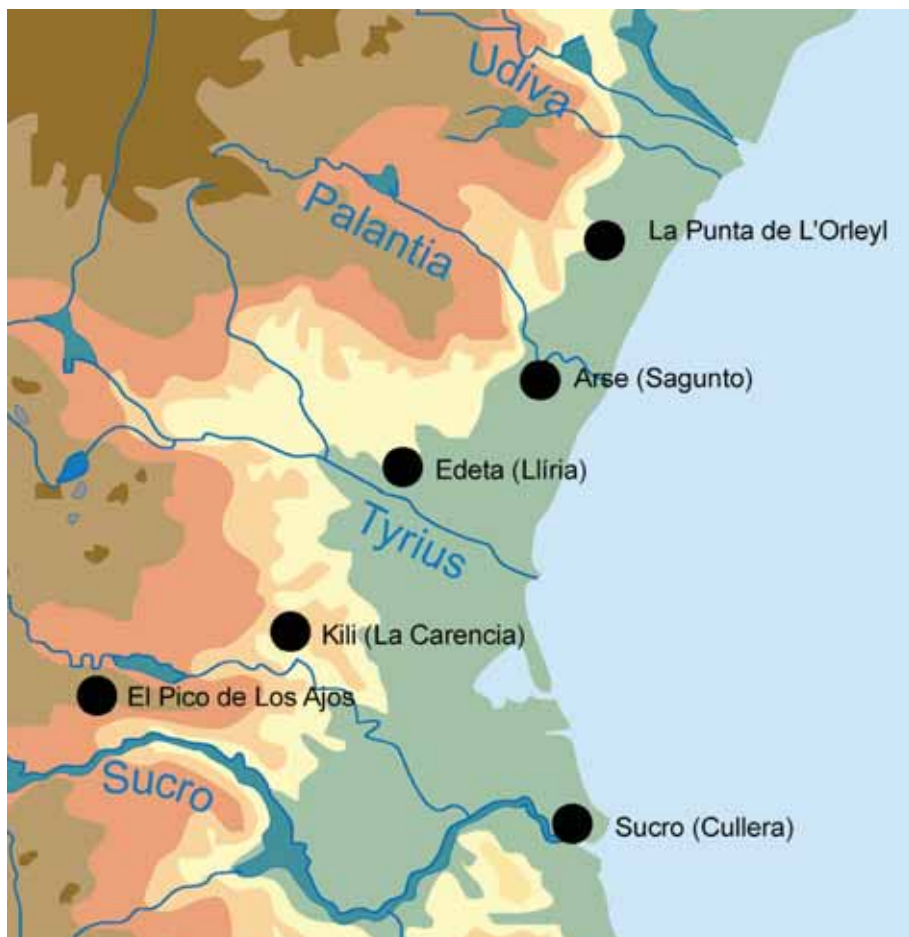 Udiva
Palantia
La Punta de L'Orleyl
Arse (Sagunto)
Edeta (Llíria)
Tyrius
Kili (La Carencia)
El Pico de Los Ajos
Sucro
Sucro (Cullera)